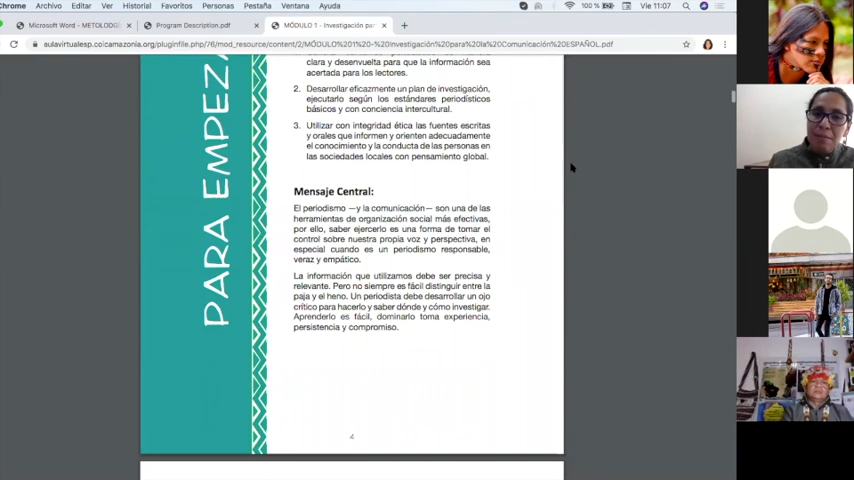 Chrome Archivo Editar Ver Historial Favoritos Personas Pestaña Ventana Ayuda 100 % Vie 11:07
Microsoft Word - METOLODGÍ × Program Description.pdf × MÓDULO 1 - Investigación par × +
aulavirtualesp.coicamazonia.org/pluginfile.php/76/mod_resource/content/2/MÓDULO%201%20-%20Investigación%20para%20la%20Comunicación%20ESPAÑOL.pdf
PARA EMPEZA
clara y desenvuelta para que la información sea
acertada para los lectores.
2. Desarrollar eficazmente un plan de investigación,
ejecutarlo según los estándares periodísticos
básicos y con conciencia intercultural.
3. Utilizar con integridad ética las fuentes escritas
y orales que informen y orienten adecuadamente
el conocimiento y la conducta de las personas en
las sociedades locales con pensamiento global.
Mensaje Central:
El periodismo —y la comunicación— son una de las
herramientas de organización social más efectivas,
por ello, saber ejercerlo es una forma de tomar el
control sobre nuestra propia voz y perspectiva, en
especial cuando es un periodismo responsable,
veraz y empático.
La información que utilizamos debe ser precisa y
relevante. Pero no siempre es fácil distinguir entre la
paja y el heno. Un periodista debe desarrollar un ojo
crítico para hacerlo y saber dónde y cómo investigar.
Aprenderlo es fácil, dominarlo toma experiencia,
persistencia y compromiso.
4